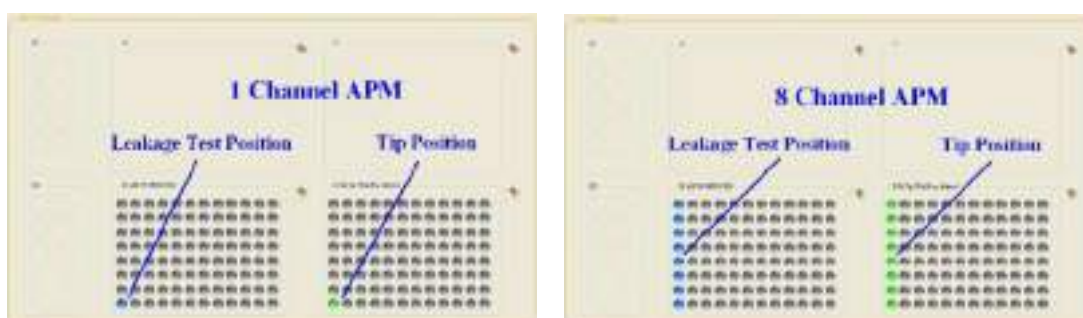 1 Channel APM
Leakage Test Position
Tip Position
8 Channel APM
Leakage Test Position
Tip Position